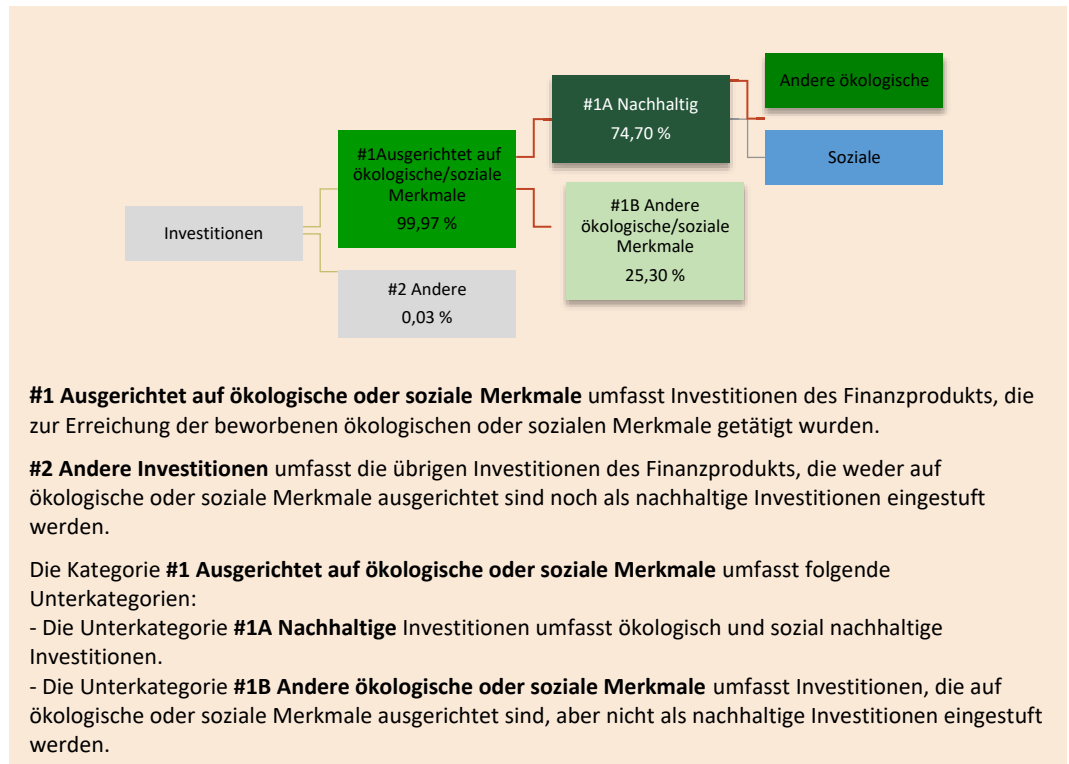 Investitionen
#1Ausgerichtet auf
ökologische/soziale
Merkmale
99,97 %
#2 Andere
0,03 %
#1A Nachhaltig
74,70 %
#1B Andere
ökologische/soziale
Merkmale
25,30 %
Andere ökologische
Soziale
#1 Ausgerichtet auf ökologische oder soziale Merkmale umfasst Investitionen des Finanzprodukts, die
zur Erreichung der beworbenen ökologischen oder sozialen Merkmale getätigt wurden.
#2 Andere Investitionen umfasst die übrigen Investitionen des Finanzprodukts, die weder auf
ökologische oder soziale Merkmale ausgerichtet sind noch als nachhaltige Investitionen eingestuft
werden.
Die Kategorie #1 Ausgerichtet auf ökologische oder soziale Merkmale umfasst folgende
Unterkategorien:
- Die Unterkategorie #1A Nachhaltige Investitionen umfasst ökologisch und sozial nachhaltige
Investitionen.
- Die Unterkategorie #1B Andere ökologische oder soziale Merkmale umfasst Investitionen, die auf
ökologische oder soziale Merkmale ausgerichtet sind, aber nicht als nachhaltige Investitionen eingestuft
werden.